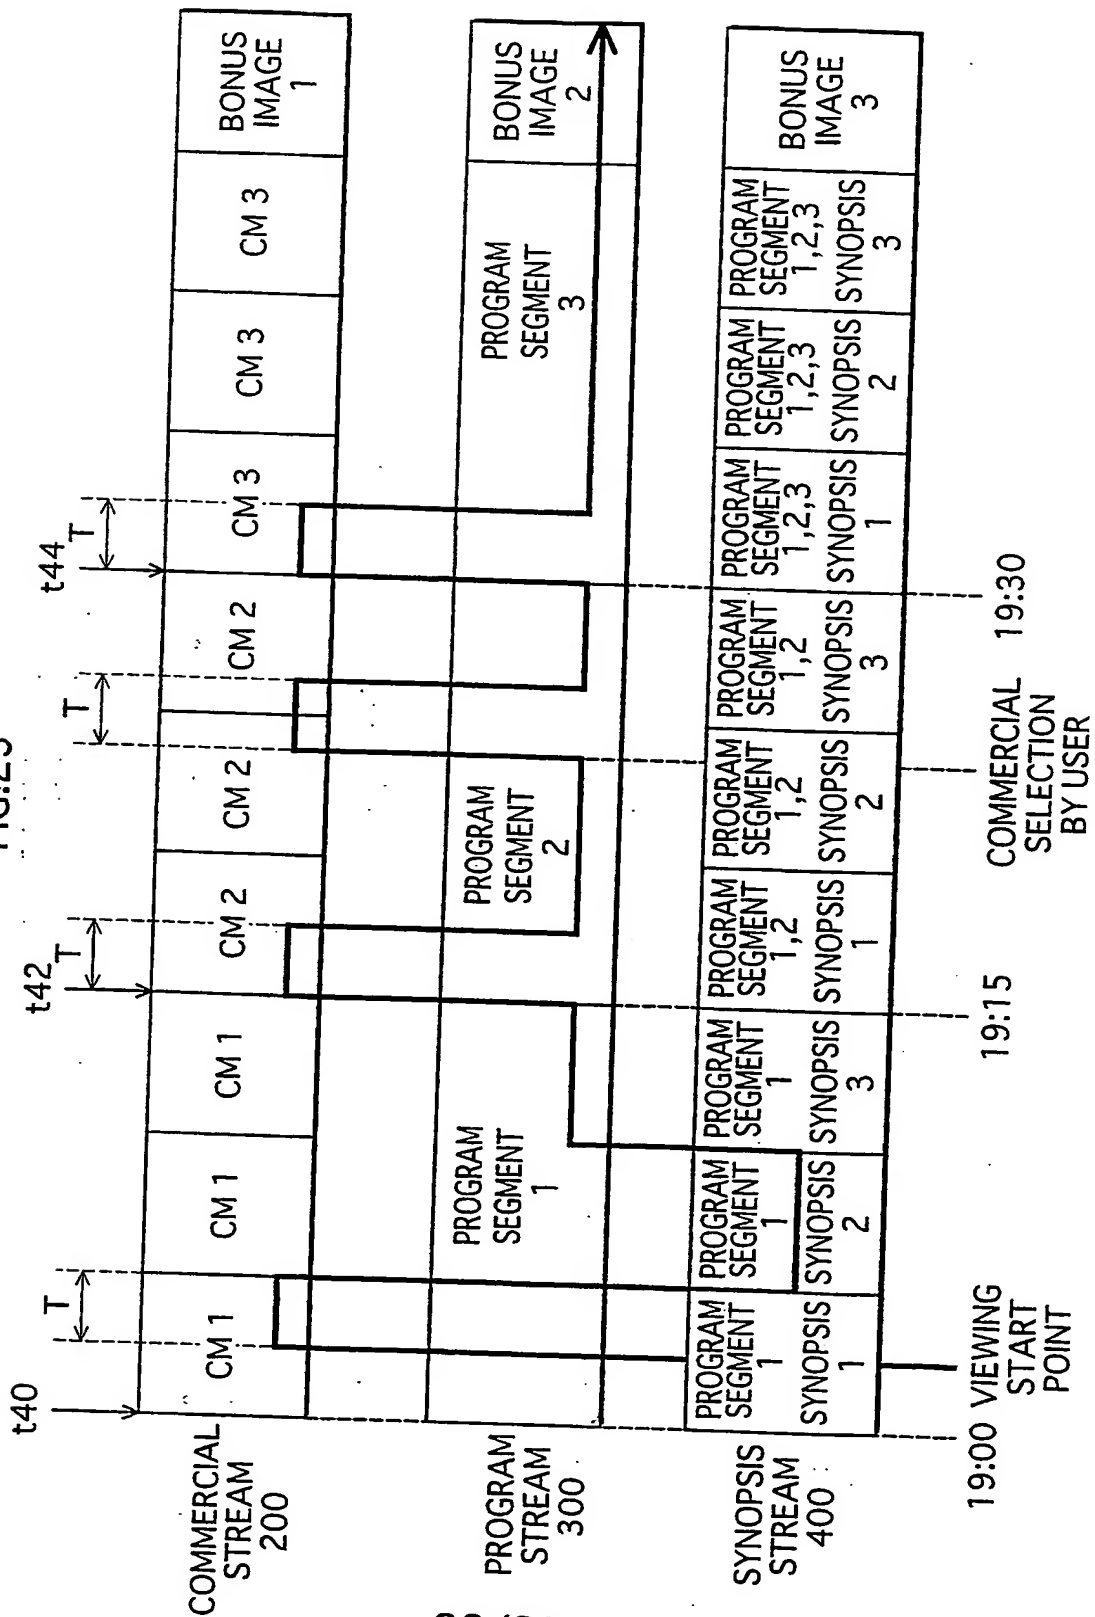 FIG.25
t40
t42
t44
T
T
T
T
COMMERCIAL
STREAM
200
CM 1
CM 1
CM 1
CM 2
CM 2
CM 2
CM 3
CM 3
CM 3
BONUS
IMAGE
1
PROGRAM
STREAM
300
PROGRAM
SEGMENT
1
PROGRAM
SEGMENT
2
PROGRAM
SEGMENT
3
BONUS
IMAGE
2
SYNOPSIS
STREAM
400
PROGRAM
SEGMENT
1
SYNOPSIS
1
PROGRAM
SEGMENT
1
SYNOPSIS
2
PROGRAM
SEGMENT
1
SYNOPSIS
3
PROGRAM
SEGMENT
1,2
SYNOPSIS
1
PROGRAM
SEGMENT
1,2
SYNOPSIS
2
PROGRAM
SEGMENT
1,2
SYNOPSIS
3
PROGRAM
SEGMENT
1,2,3
SYNOPSIS
1
PROGRAM
SEGMENT
1,2,3
SYNOPSIS
2
PROGRAM
SEGMENT
1,2,3
SYNOPSIS
3
BONUS
IMAGE
3
19:00 VIEWING
START
POINT
19:15
COMMERCIAL
SELECTION
BY USER
19:30